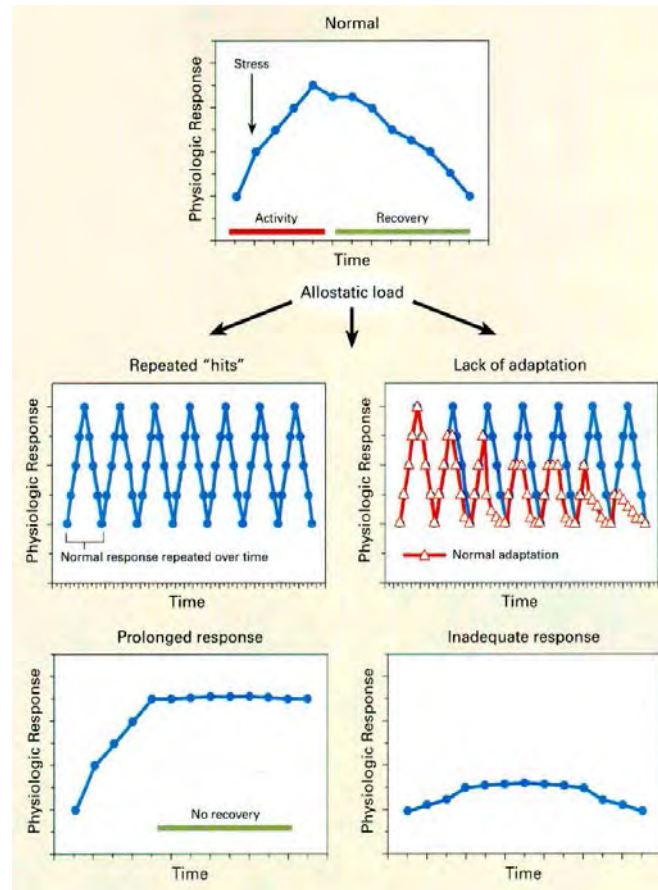 Normal
Stress
Physiologic Response
Activity
Recovery
Time
Allostatic load
Repeated "hits"
Lack of adaptation
Physiologic Response
Normal response repeated over time
Time
Physiologic Response
Normal adaptation
Time
Prolonged response
Inadequate response
Physiologic Response
No recovery
Time
Physiologic Response
Time